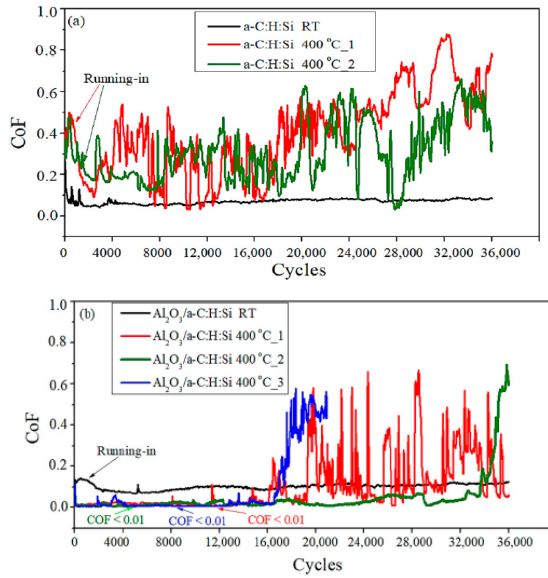 (a)
a-C:H:Si RT
a-C:H:Si 400 °C_1
a-C:H:Si 400 °C_2
Running-in
CoF
1.0
0.8
0.6
0.4
0.2
0.0
0 4000 8000 12,000 16,000 20,000 24,000 28,000 32,000 36,000
Cycles
(b)
Al₂O₃/a-C:H:Si RT
Al₂O₃/a-C:H:Si 400 °C_1
Al₂O₃/a-C:H:Si 400 °C_2
Al₂O₃/a-C:H:Si 400 °C_3
Running-in
CoF
1.0
0.8
0.6
0.4
0.2
0.0
COF < 0.01 COF < 0.01 COF < 0.01
0 4000 8000 12,000 16,000 20,000 24,000 28,000 32,000 36,000
Cycles